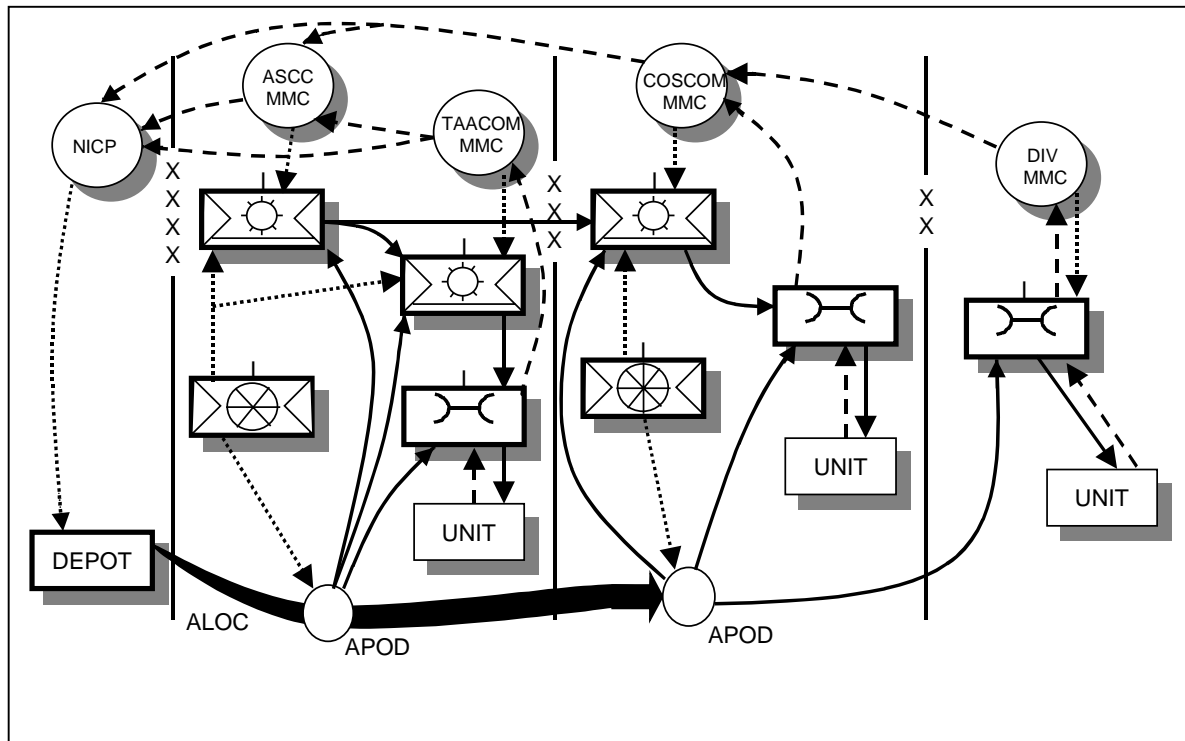 ASCC
MMC
COSCOM
MMC
TAACOM
MMC
NICP
DIV
MMC
X
X
X
X
X
X
X
X
X
UNIT
UNIT
UNIT
DEPOT
ALOC
APOD
APOD